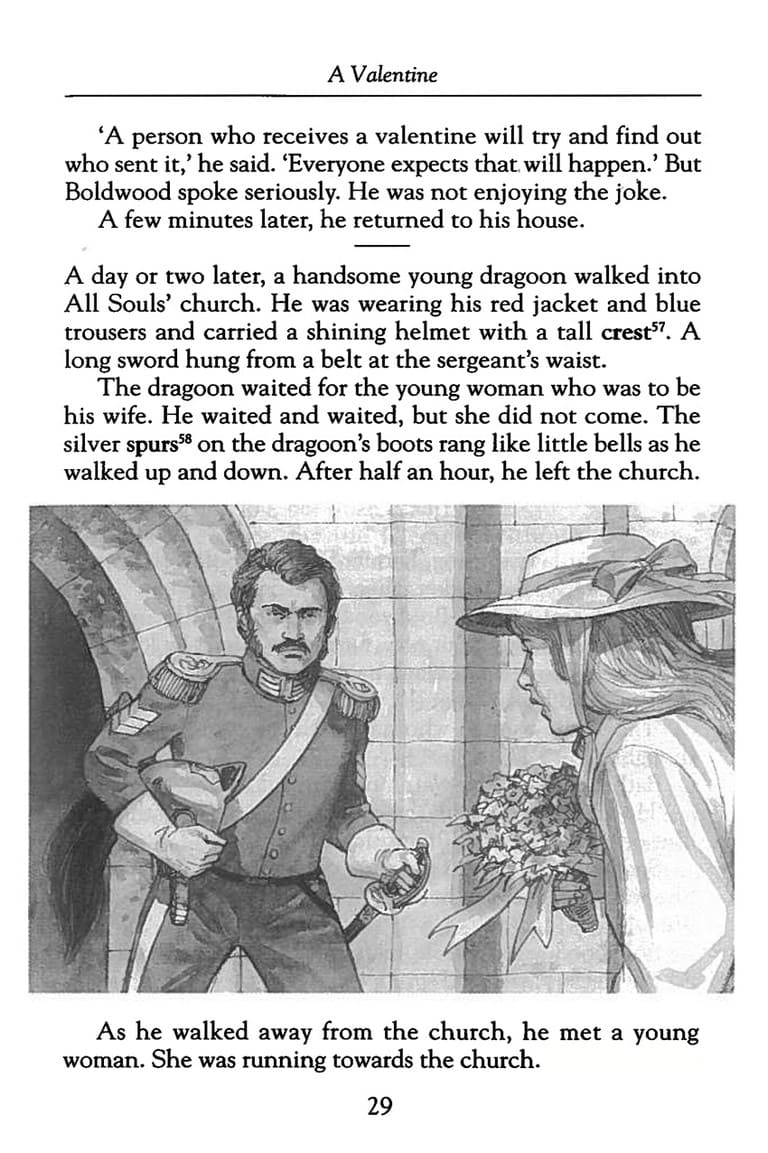 A Valentine
‘A person who receives a valentine will try and find out
who sent it,’ he said. ‘Everyone expects that will happen.’ But
Boldwood spoke seriously. He was not enjoying the joke.
A few minutes later, he returned to his house.
A day or two later, a handsome young dragoon walked into
All Souls’ church. He was wearing his red jacket and blue
trousers and carried a shining helmet with a tall crest⁵⁷. A
long sword hung from a belt at the sergeant’s waist.
The dragoon waited for the young woman who was to be
his wife. He waited and waited, but she did not come. The
silver spurs⁵⁸ on the dragoon’s boots rang like little bells as he
walked up and down. After half an hour, he left the church.
As he walked away from the church, he met a young
woman. She was running towards the church.
29